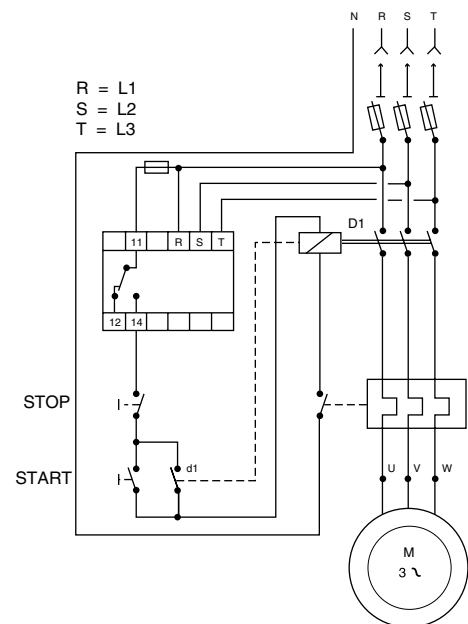 N R S T
R = L1
S = L2
T = L3
D1
11 R S T
12 14
STOP
START
d1
U V W
M
3 ~